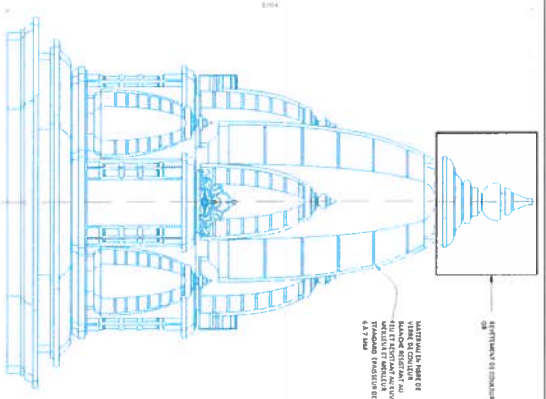 REVETEMENT DE COULEUR
OR
MATERIAU EN FIBRE DE
VERRE DE COULEUR
BLANCHE RESISTANT AU
FEU ET RESISTANT AU UV
MEILLEUR ET MEILLEUR
STANDARD EPAISSEUR DE
6 A 7 MM